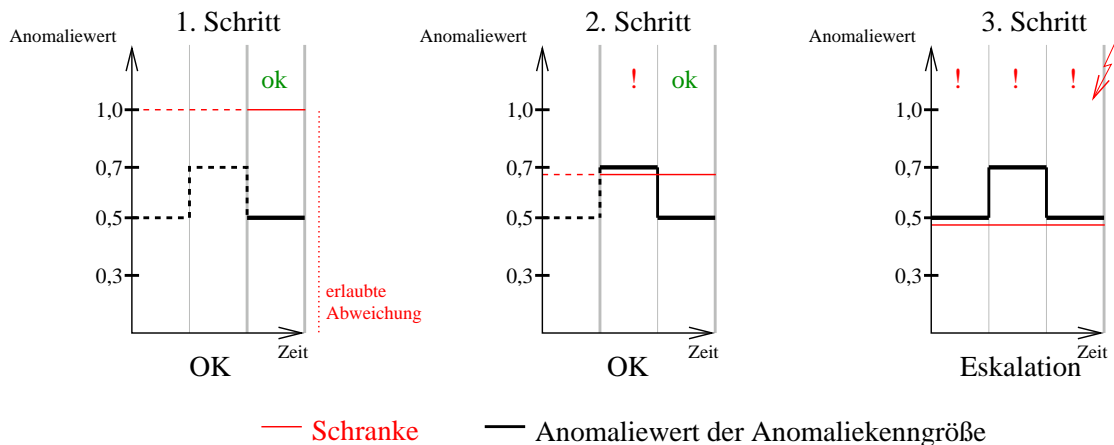 1. Schritt
Anomaliewert
ok
1,0
0,7
0,5
0,3
erlaubte
Abweichung
Zeit
OK
2. Schritt
Anomaliewert
! ok
1,0
0,7
0,5
0,3
Zeit
OK
3. Schritt
Anomaliewert
! ! !
1,0
0,7
0,5
0,3
Zeit
Eskalation
Schranke
Anomaliewert der Anomaliekenngröße